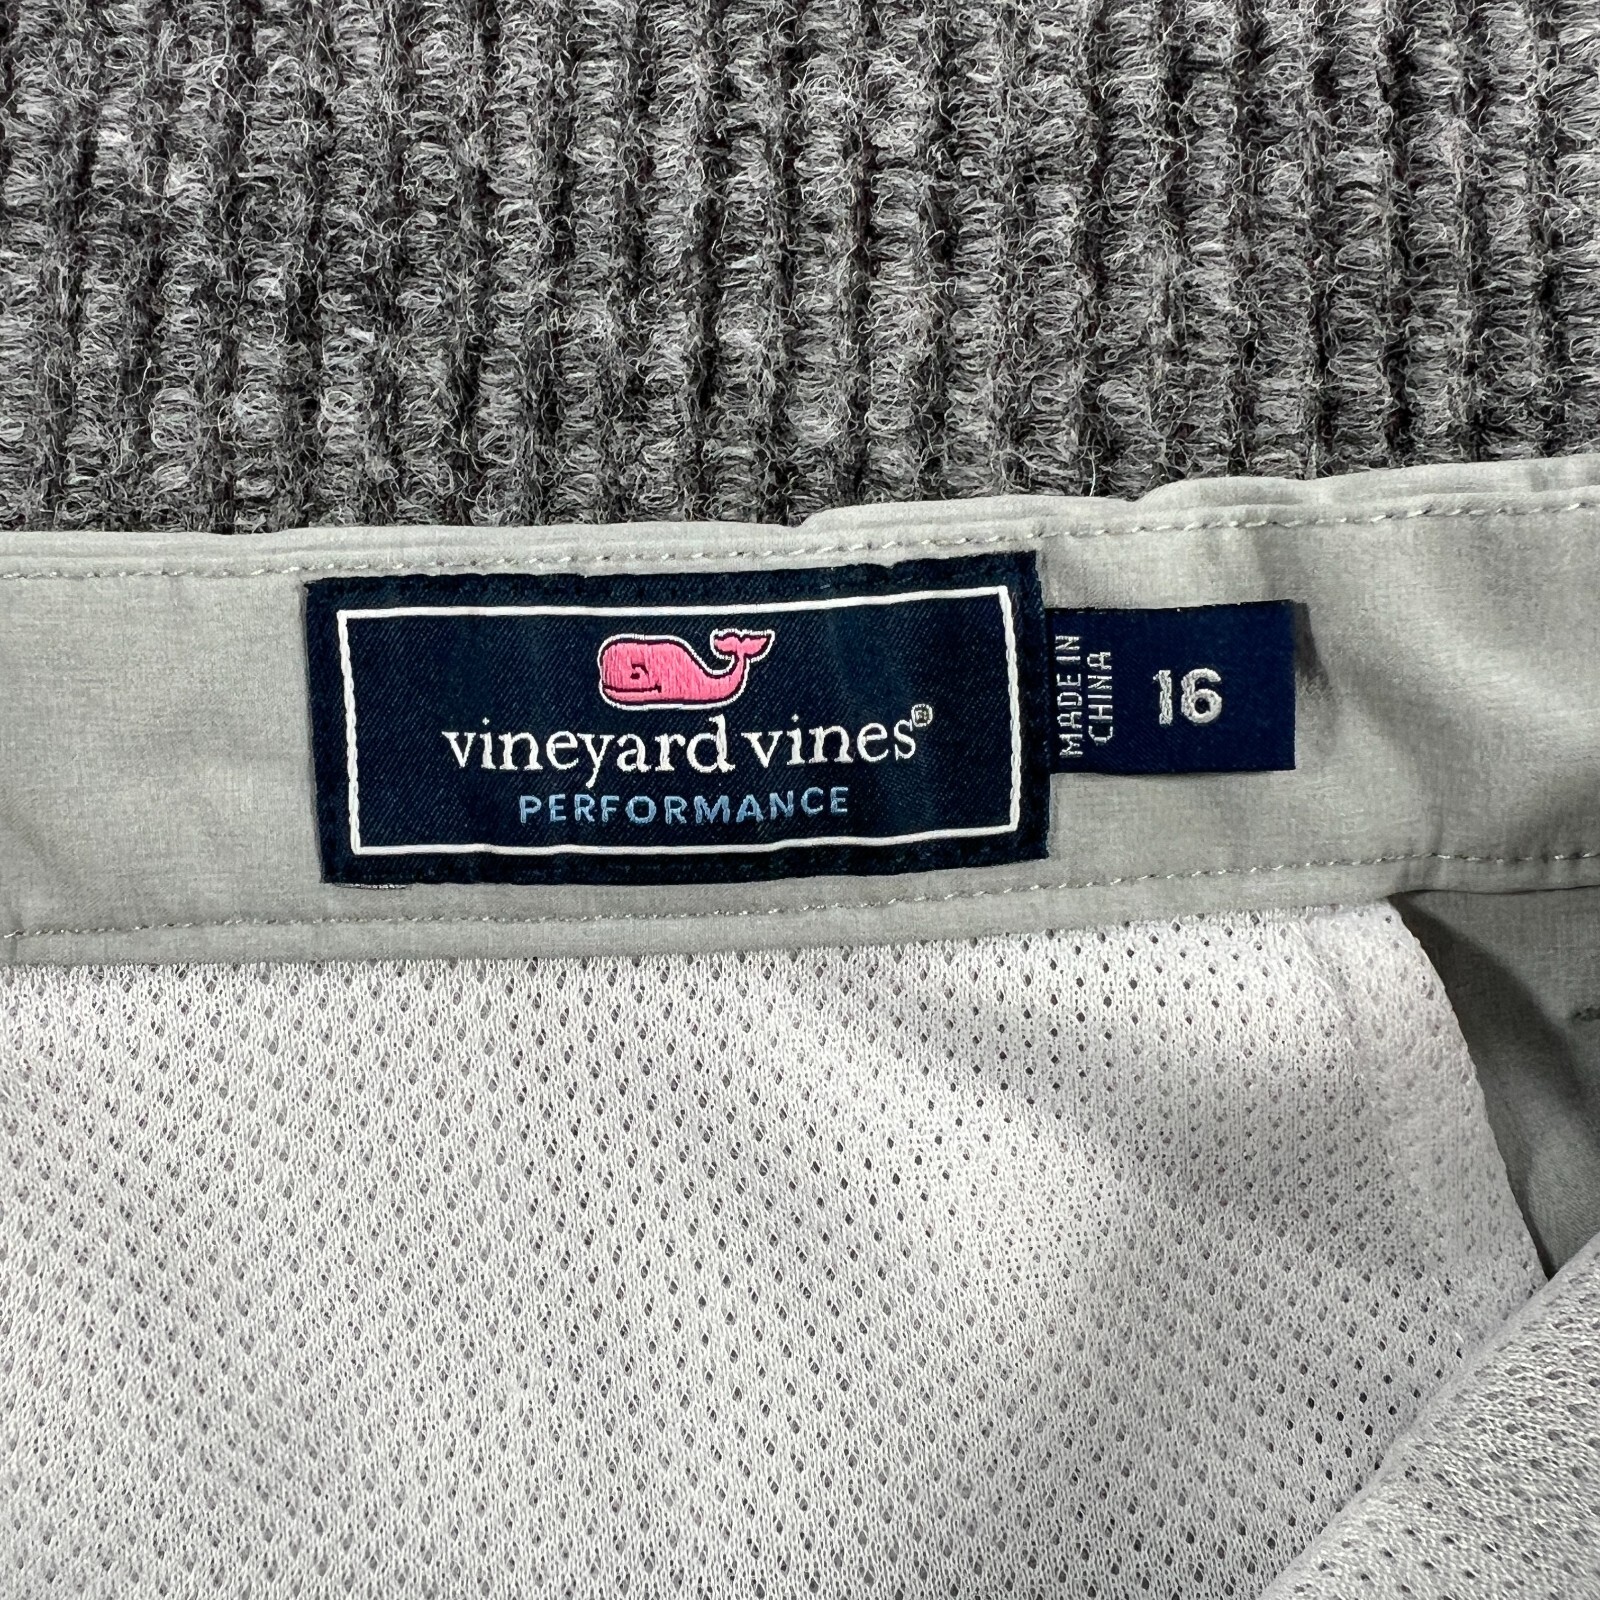 vineyard vines®
PERFORMANCE
MADE IN
CHINA
16